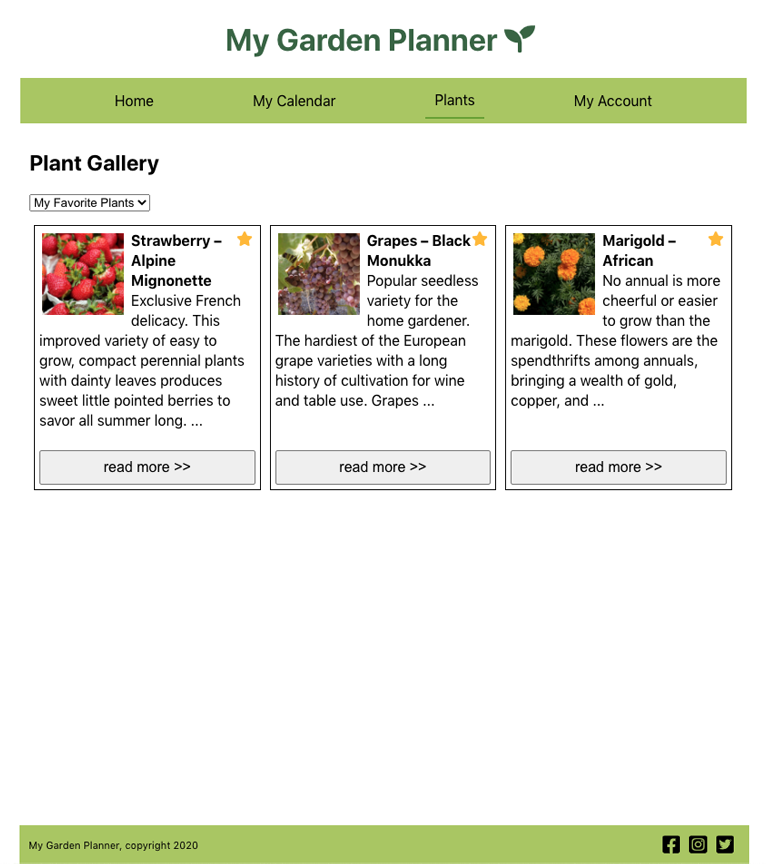 My Garden Planner
Home My Calendar Plants My Account
Plant Gallery
My Favorite Plants
Strawberry –
Alpine
Mignonette
Exclusive French
delicacy. This
improved variety of easy to
grow, compact perennial plants
with dainty leaves produces
sweet little pointed berries to
savor all summer long. ...
read more >>
Grapes – Black
Monukka
Popular seedless
variety for the
home gardener.
The hardiest of the European
grape varieties with a long
history of cultivation for wine
and table use. Grapes ...
read more >>
Marigold –
African
No annual is more
cheerful or easier
to grow than the
marigold. These flowers are the
spendthrifts among annuals,
bringing a wealth of gold,
copper, and ...
read more >>
My Garden Planner, copyright 2020